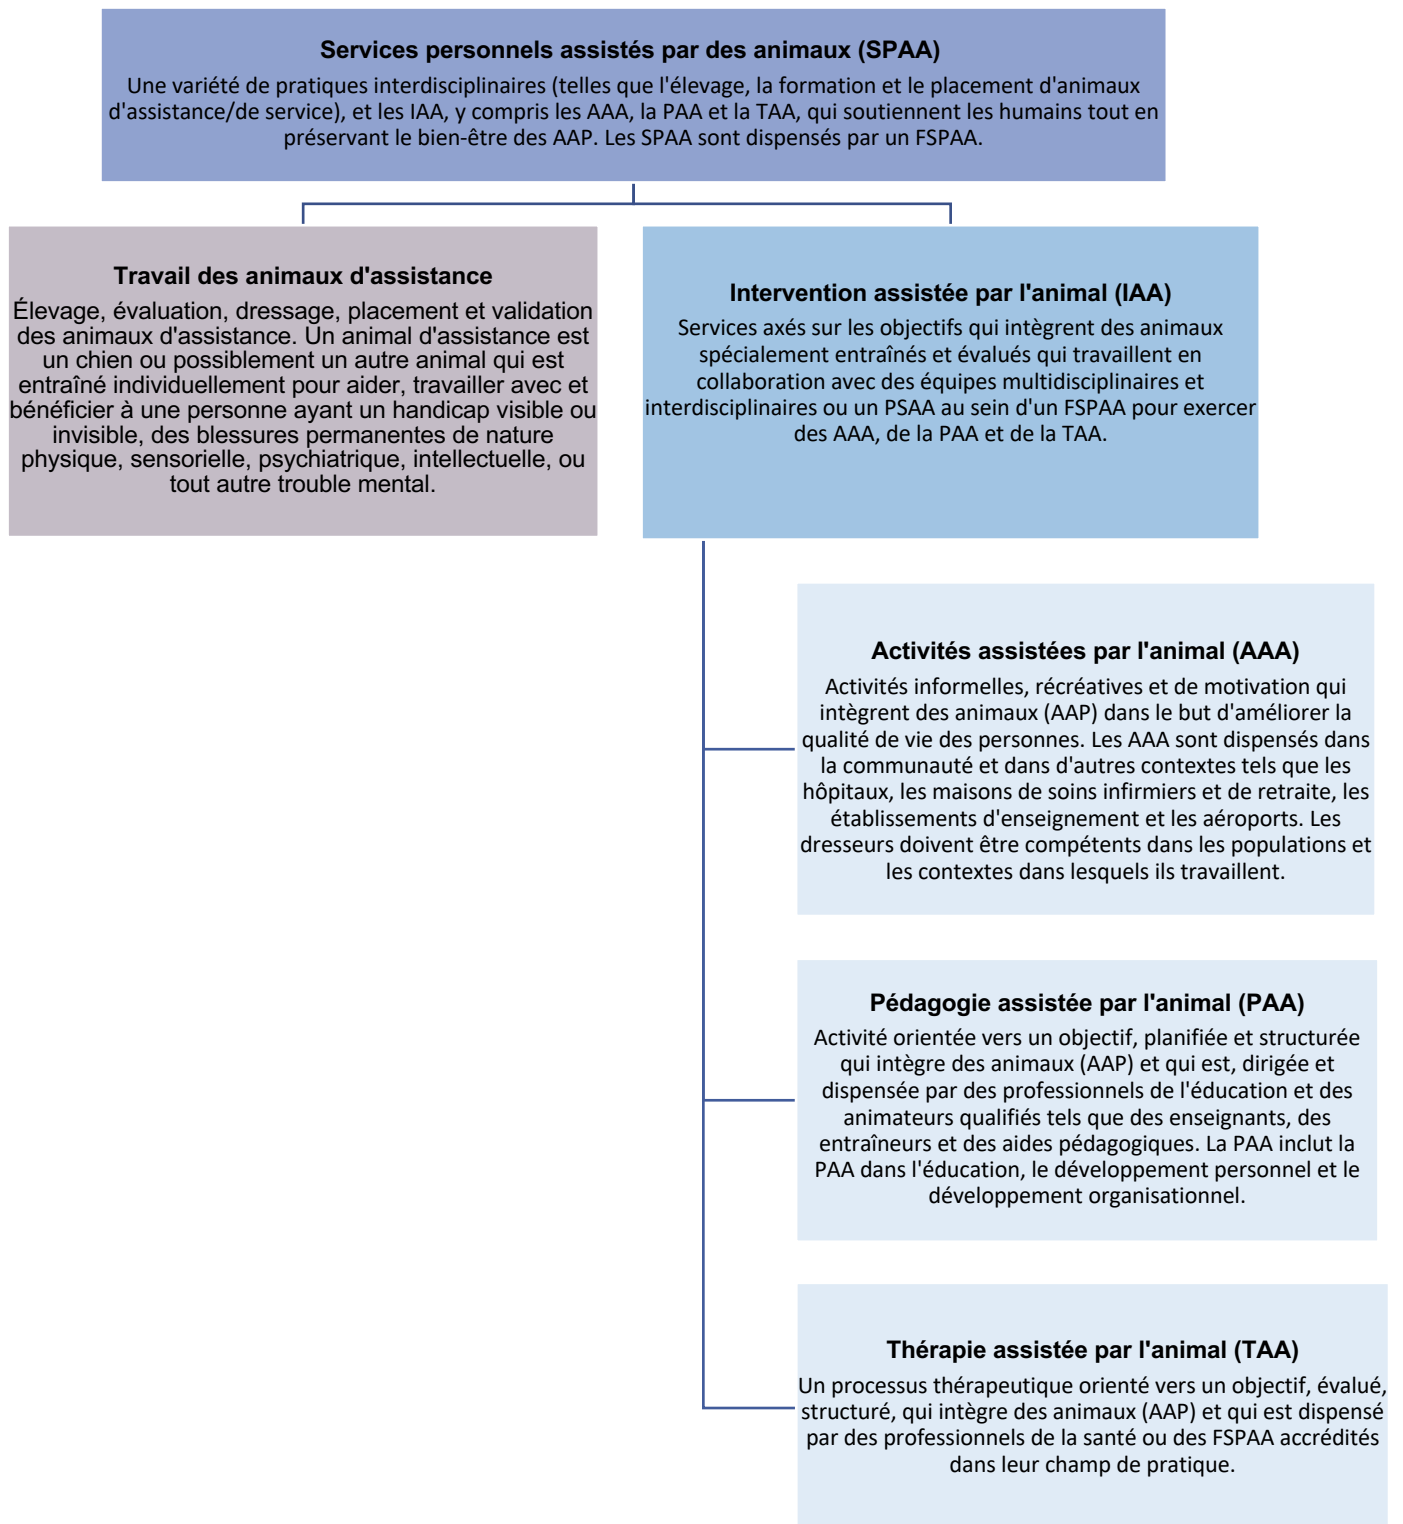 Services personnels assistés par des animaux (SPAA)
Une variété de pratiques interdisciplinaires (telles que l'élevage, la formation et le placement d'animaux
d'assistance/de service), et les IAA, y compris les AAA, la PAA et la TAA, qui soutiennent les humains tout en
préservant le bien-être des AAP. Les SPAA sont dispensés par un FSPAA.
Travail des animaux d'assistance
Élevage, évaluation, dressage, placement et validation
des animaux d'assistance. Un animal d'assistance est
un chien ou possiblement un autre animal qui est
entraîné individuellement pour aider, travailler avec et
bénéficier à une personne ayant un handicap visible ou
invisible, des blessures permanentes de nature
physique, sensorielle, psychiatrique, intellectuelle, ou
tout autre trouble mental.
Intervention assistée par l'animal (IAA)
Services axés sur les objectifs qui intègrent des animaux
spécialement entraînés et évalués qui travaillent en
collaboration avec des équipes multidisciplinaires et
interdisciplinaires ou un PSAA au sein d'un FSPAA pour exercer
des AAA, de la PAA et de la TAA.
Activités assistées par l'animal (AAA)
Activités informelles, récréatives et de motivation qui
intègrent des animaux (AAP) dans le but d'améliorer la
qualité de vie des personnes. Les AAA sont dispensés dans
la communauté et dans d'autres contextes tels que les
hôpitaux, les maisons de soins infirmiers et de retraite, les
établissements d'enseignement et les aéroports. Les
dresseurs doivent être compétents dans les populations et
les contextes dans lesquels ils travaillent.
Pédagogie assistée par l'animal (PAA)
Activité orientée vers un objectif, planifiée et structurée
qui intègre des animaux (AAP) et qui est, dirigée et
dispensée par des professionnels de l'éducation et des
animateurs qualifiés tels que des enseignants, des
entraîneurs et des aides pédagogiques. La PAA inclut la
PAA dans l'éducation, le développement personnel et le
développement organisationnel.
Thérapie assistée par l'animal (TAA)
Un processus thérapeutique orienté vers un objectif, évalué,
structuré, qui intègre des animaux (AAP) et qui est dispensé
par des professionnels de la santé ou des FSPAA accrédités
dans leur champ de pratique.